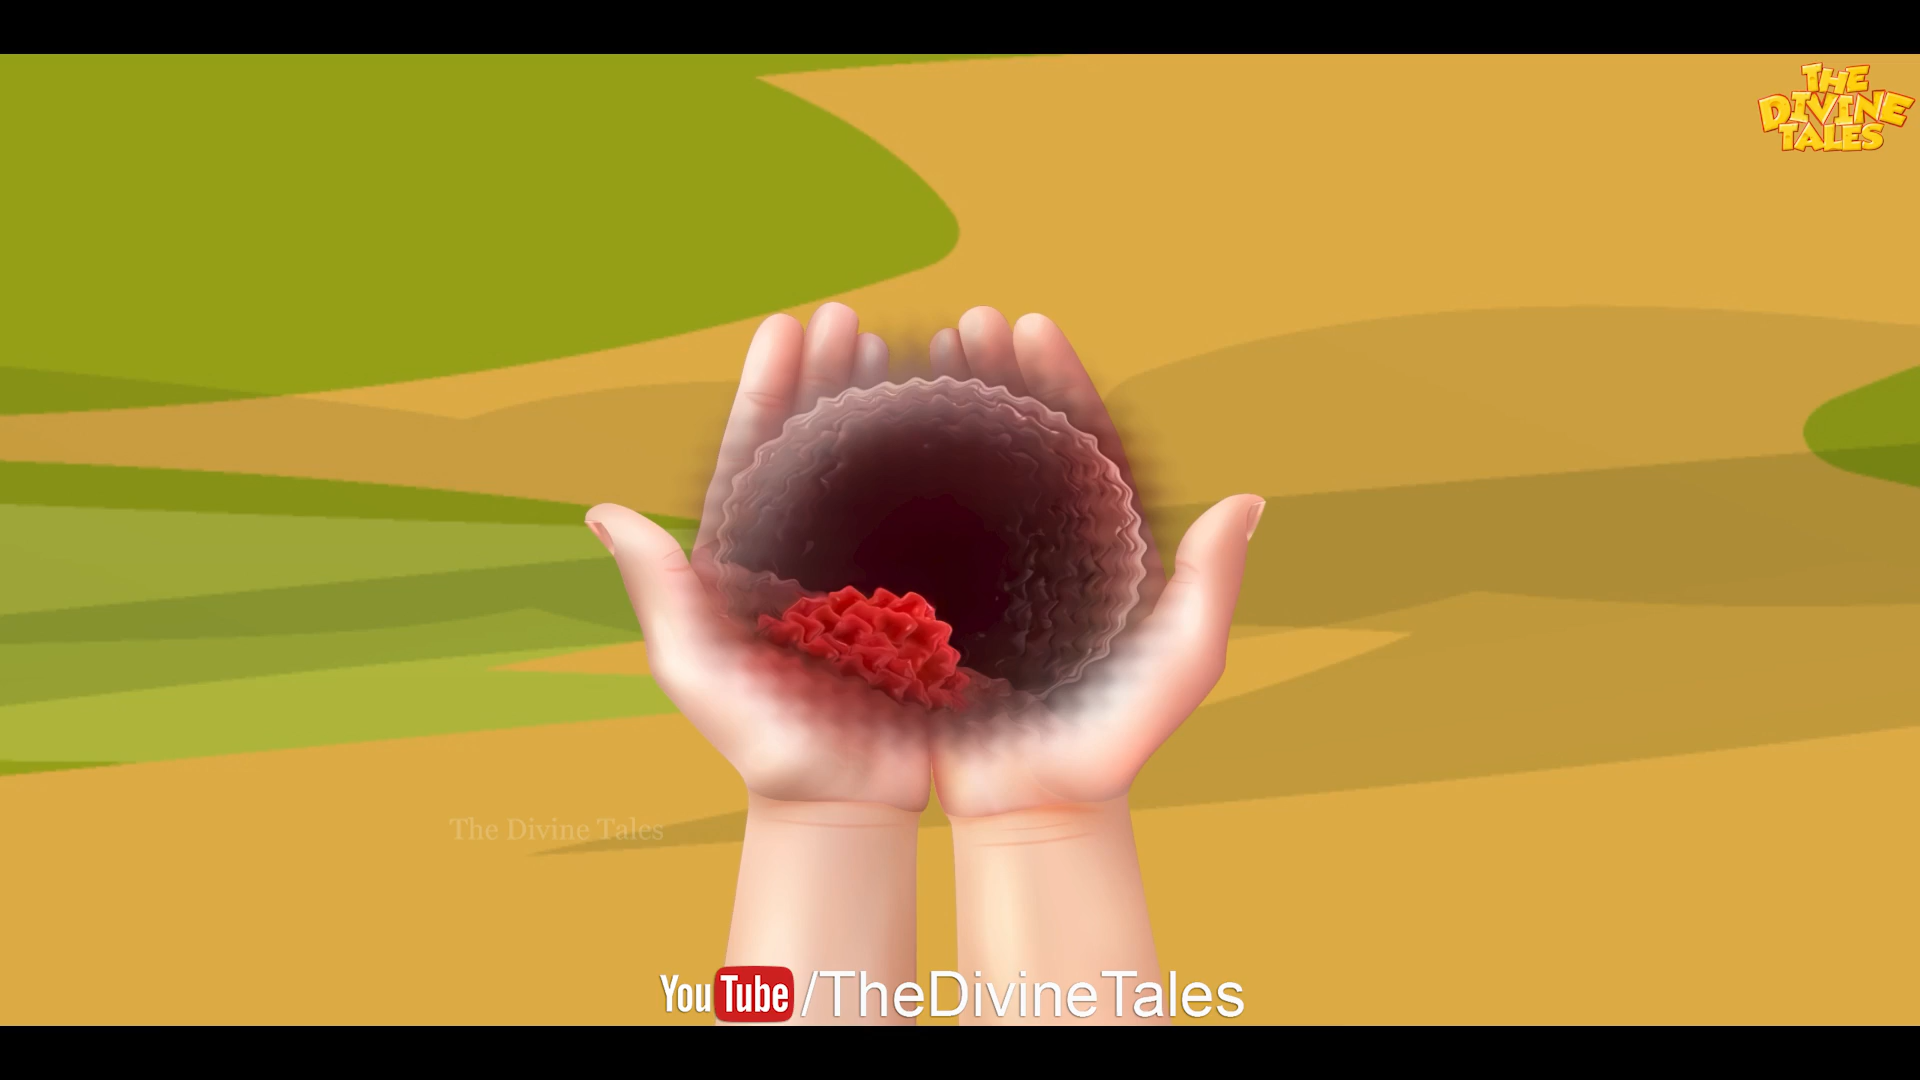 THE
DIVINE
TALES
The Divine Tales
YouTube/TheDivineTales